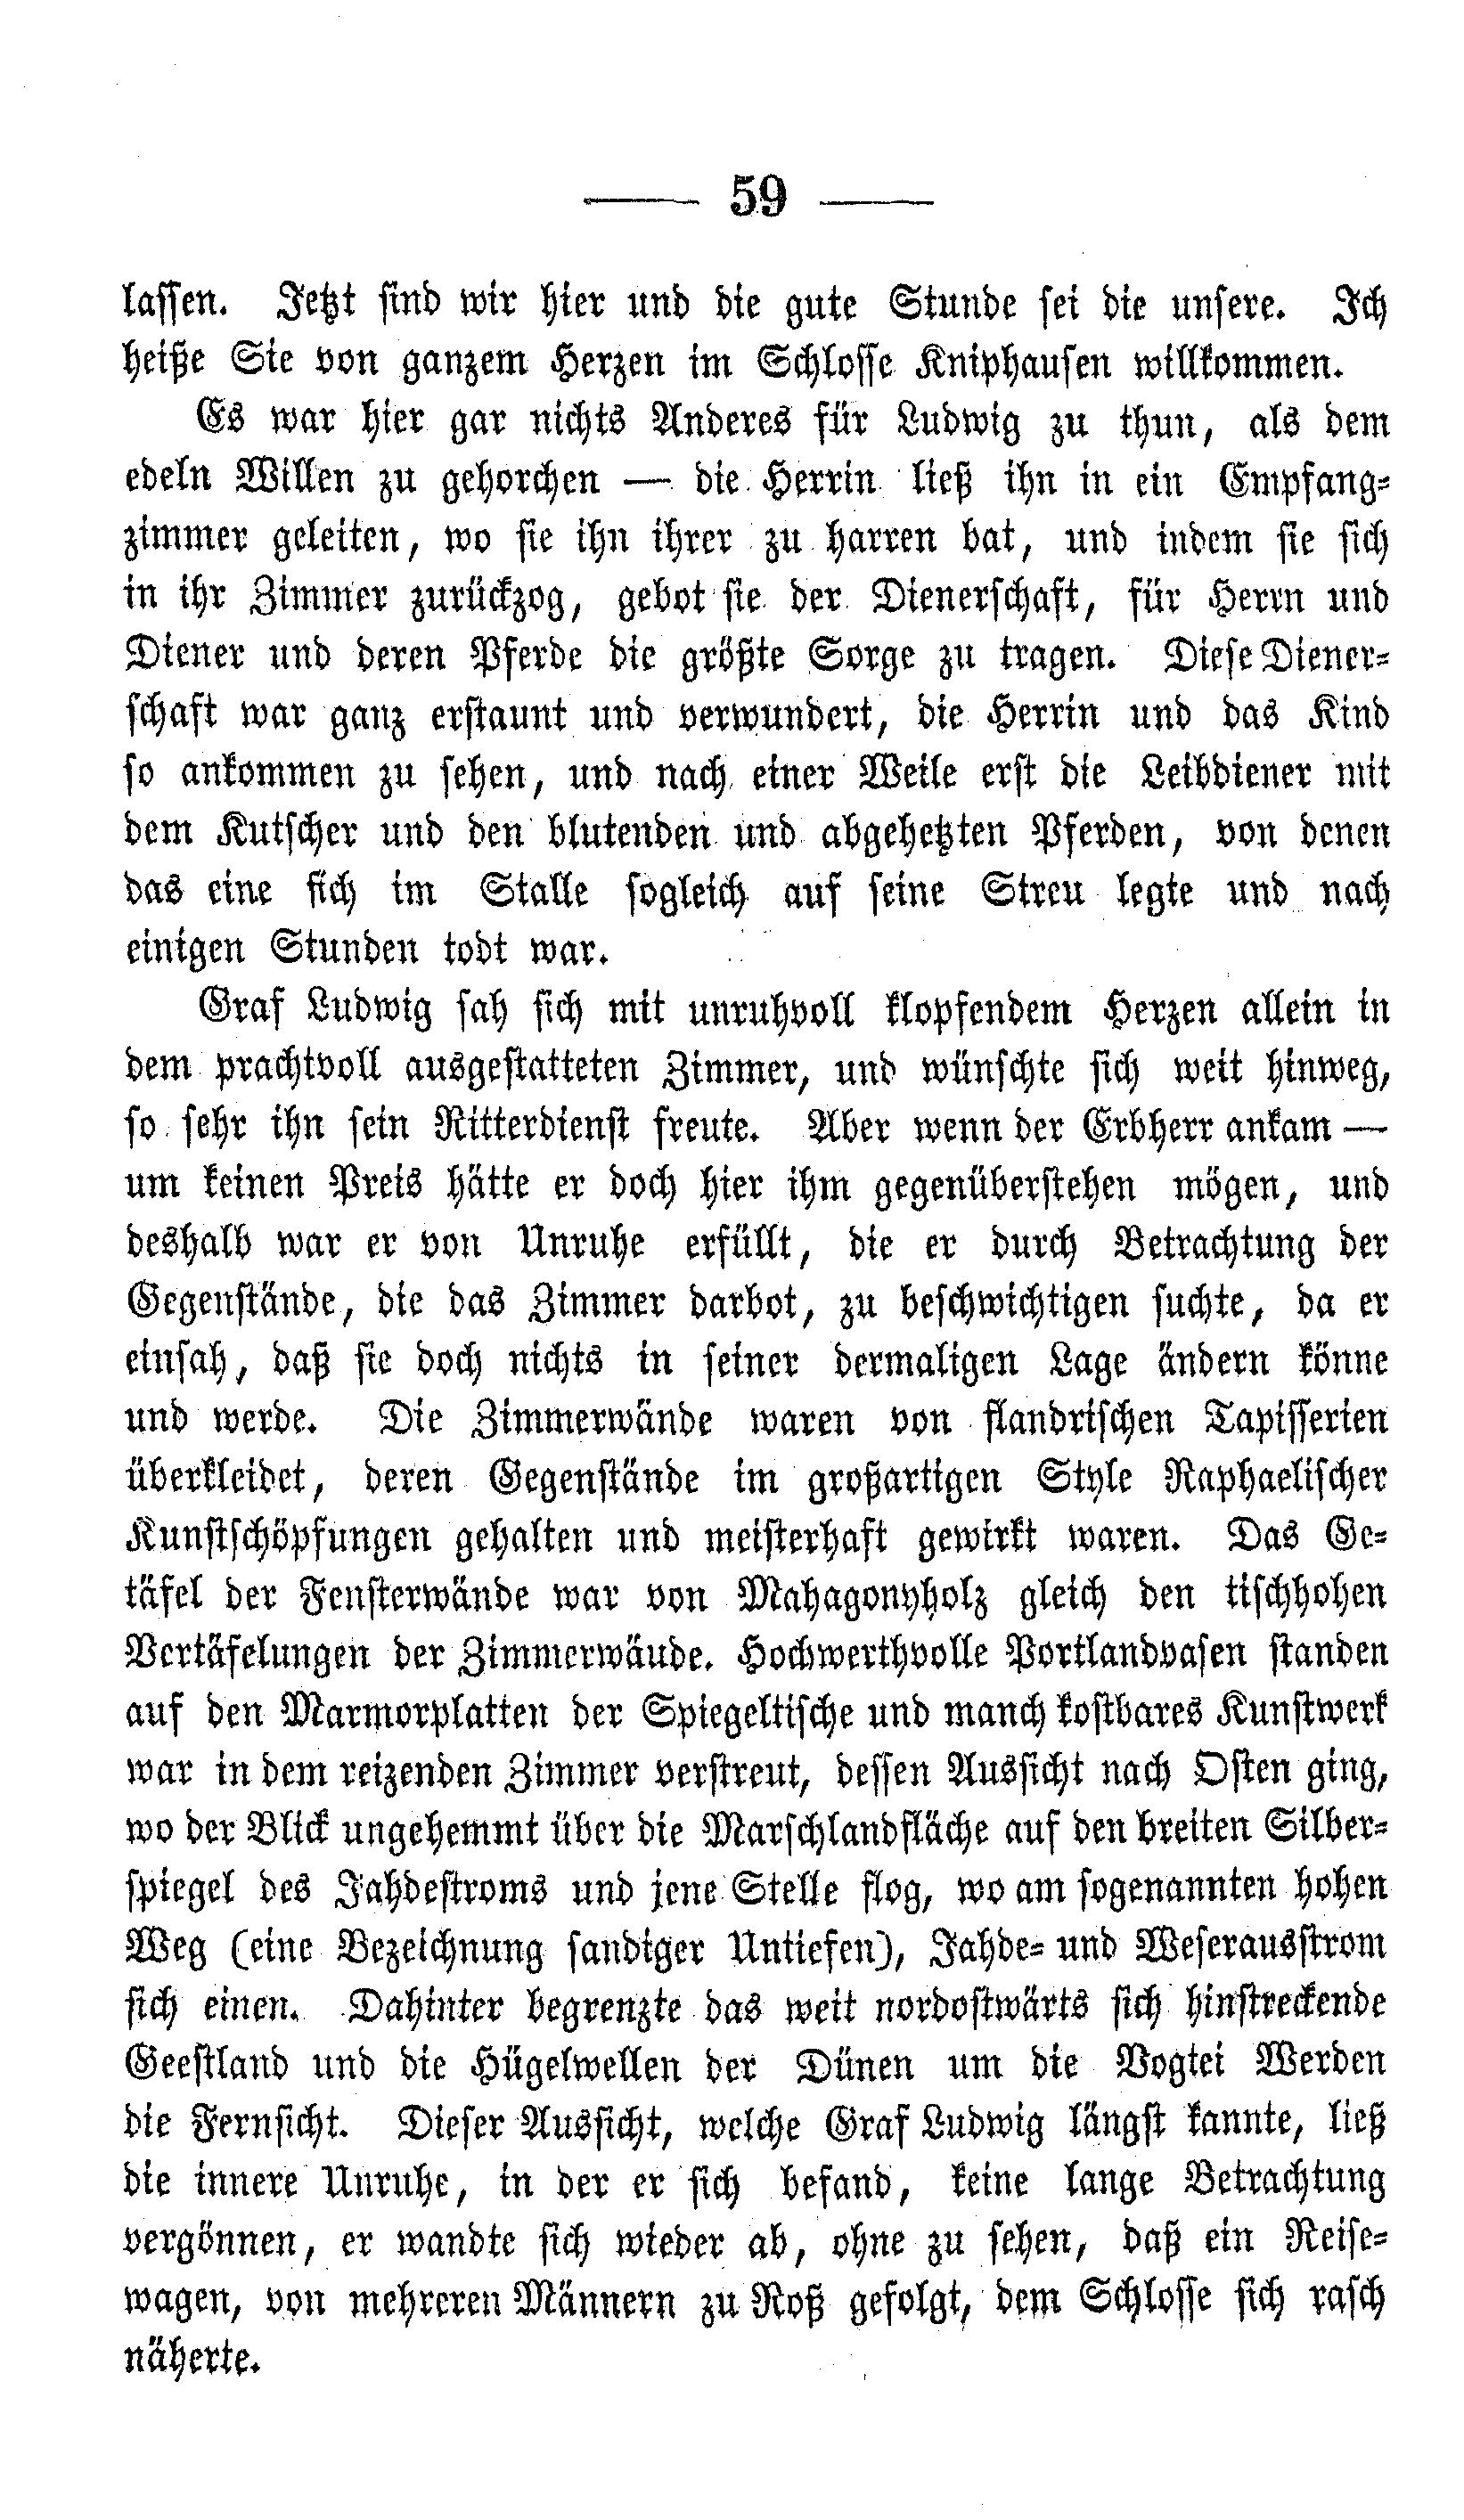 — 59 —
lassen. Jetzt sind wir hier und die gute Stunde sei die unsere. Ich
heiße Sie von ganzem Herzen im Schlosse Kniphausen willkommen.
Es war hier gar nichts Anderes für Ludwig zu thun, als dem
edeln Willen zu gehorchen — die Herrin ließ ihn in ein Empfang-
zimmer geleiten, wo sie ihn ihrer zu harren bat, und indem sie sich
in ihr Zimmer zurückzog, gebot sie der Dienerschaft, für Herrn und
Diener und deren Pferde die größte Sorge zu tragen. Diese Diener-
schaft war ganz erstaunt und verwundert, die Herrin und das Kind
so ankommen zu sehen, und nach einer Weile erst die Leibdiener mit
dem Kutscher und den blutenden und abgehetzten Pferden, von denen
das eine sich im Stalle sogleich auf seine Streu legte und nach
einigen Stunden todt war.
Graf Ludwig sah sich mit unruhvoll klopfendem Herzen allein in
dem prachtvoll ausgestatteten Zimmer, und wünschte sich weit hinweg,
so sehr ihn sein Ritterdienst freute. Aber wenn der Erbherr ankam —
um keinen Preis hätte er doch hier ihm gegenüberstehen mögen, und
deshalb war er von Unruhe erfüllt, die er durch Betrachtung der
Gegenstände, die das Zimmer darbot, zu beschwichtigen suchte, da er
einsah, daß sie doch nichts in seiner dermaligen Lage ändern könne
und werde. Die Zimmerwände waren von flandrischen Tapisserien
überkleidet, deren Gegenstände im großartigen Style Raphaelischer
Kunstschöpfungen gehalten und meisterhaft gewirkt waren. Das Ge-
täfel der Fensterwände war von Mahagonyholz gleich den tischhohen
Vertäfelungen der Zimmerwäude. Hochwerthvolle Portlandvasen standen
auf den Marmorplatten der Spiegeltische und manch kostbares Kunstwerk
war in dem reizenden Zimmer verstreut, dessen Aussicht nach Osten ging,
wo der Blick ungehemmt über die Marschlandfläche auf den breiten Silber-
spiegel des Jahdestroms und jene Stelle flog, wo am sogenannten hohen
Weg (eine Bezeichnung sandiger Untiefen), Jahde- und Weserausstrom
sich einen. Dahinter begrenzte das weit nordostwärts sich hinstreckende
Geestland und die Hügelwellen der Dünen um die Vogtei Werden
die Fernsicht. Dieser Aussicht, welche Graf Ludwig längst kannte, ließ
die innere Unruhe, in der er sich befand, keine lange Betrachtung
vergönnen, er wandte sich wieder ab, ohne zu sehen, daß ein Reise-
wagen, von mehreren Männern zu Roß gefolgt, dem Schlosse sich rasch
näherte.